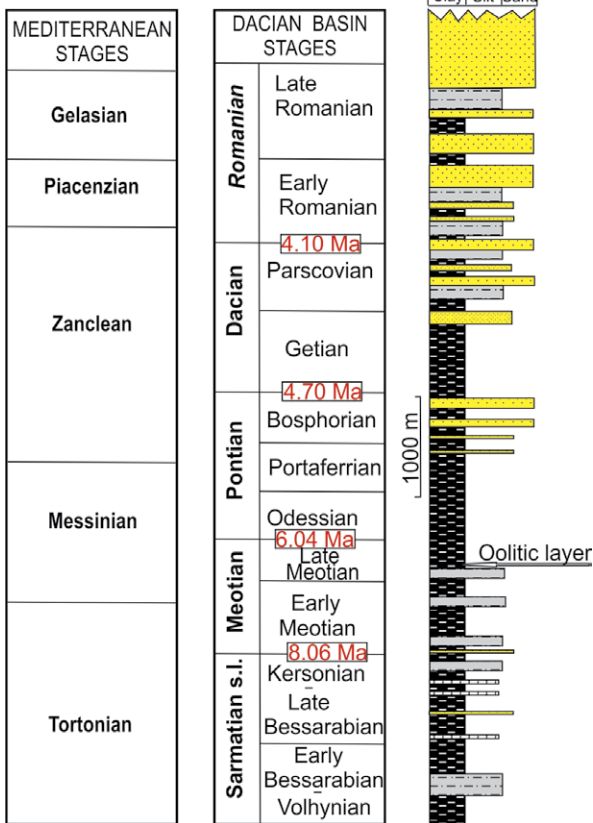 MEDITERRANEAN
STAGES
Gelasian
Piacenzian
Zanclean
Messinian
Tortonian
DACIAN BASIN
STAGES
Romanian
Late
Romanian
Early
Romanian
4.10 Ma
Dacian
Parscovian
Getian
4.70 Ma
Pontian
Bosphorian
Portaferrian
Odessian
6.04 Ma
Meotian
Late
Meotian
Early
Meotian
8.06 Ma
Sarmatian s.l.
Kersonian
–
Late
Bessarabian
Early
Bessarabian
–
Volhynian
Clay Silt Sand
1000 m
Oolitic layer